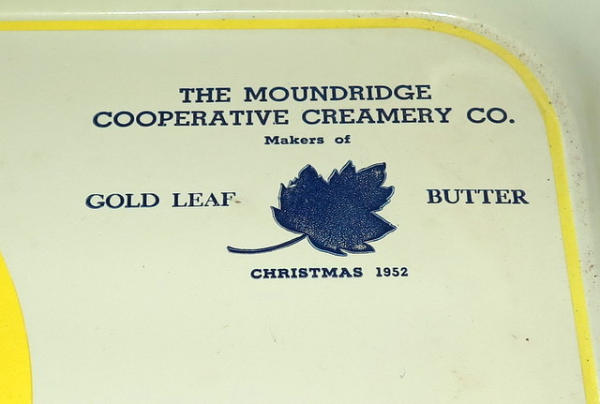 THE MOUNDRIDGE
COOPERATIVE CREAMERY CO.
Makers of
GOLD LEAF BUTTER
CHRISTMAS 1952